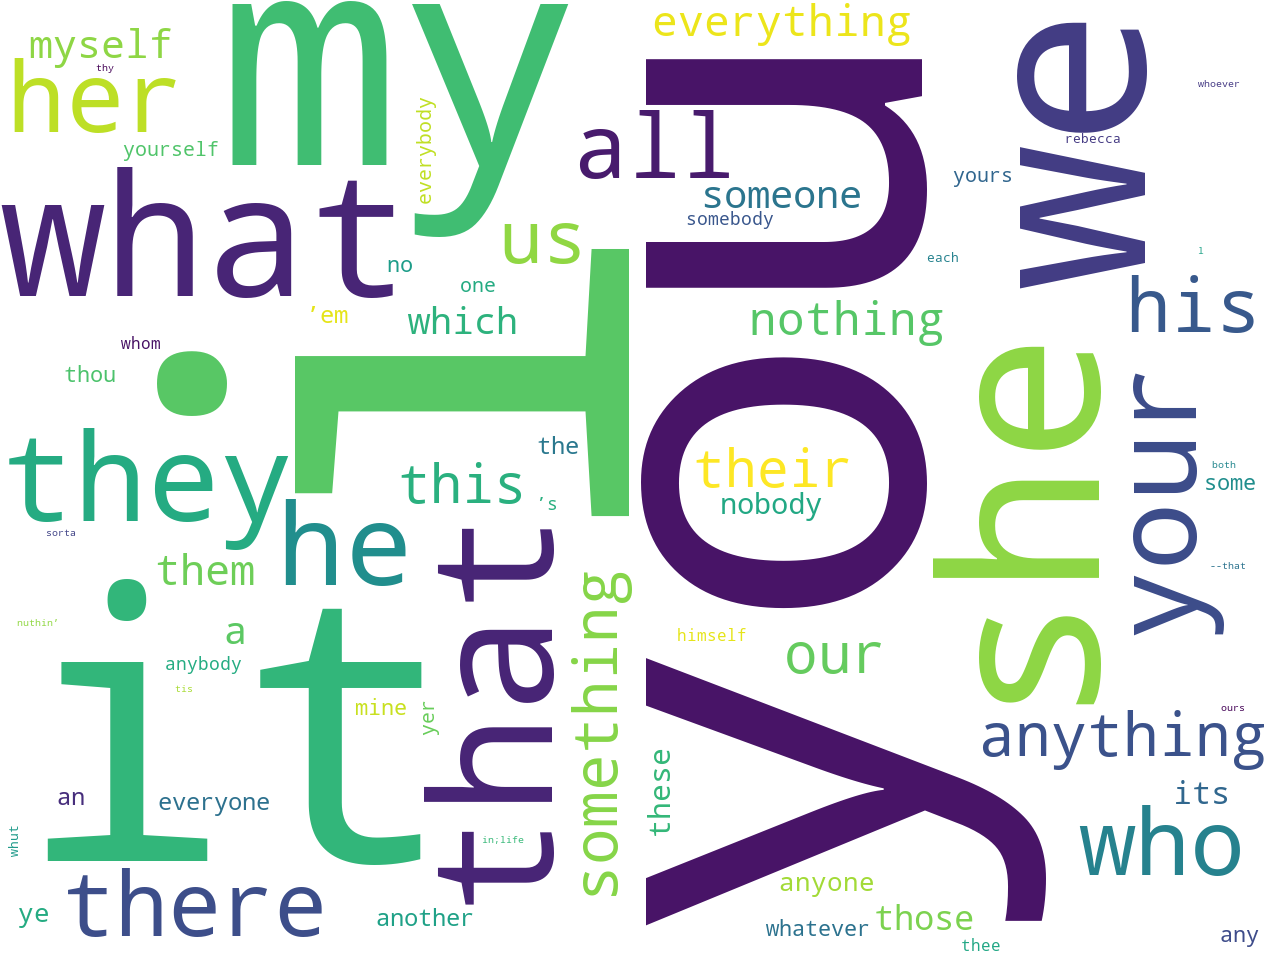 my
everything
myself
her
thy
yourself
everybody
all
someone
somebody
you
we
whoever
rebecca
yours
each
what
us
no
one
'em
which
nothing
his
l
whom
thou
I
they
he
this
the
's
their
nobody
she
your
both
some
--that
sorta
them
that
something
himself
our
nuthin'
a
anybody
tis
mine
yer
it
anything
ours
an
everyone
whut
in;life
these
its
who
there
ye
another
anyone
whatever
those
thee
any